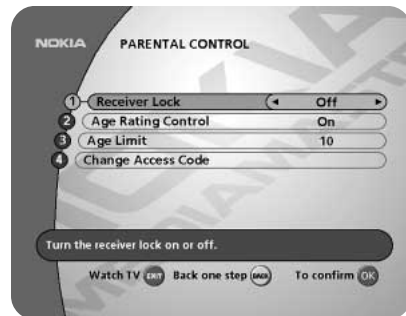 NOKIA PARENTAL CONTROL
1 Receiver Lock Off
2 Age Rating Control On
3 Age Limit 10
4 Change Access Code
Turn the receiver lock on or off.
Watch TV EXIT Back one step BACK To confirm OK